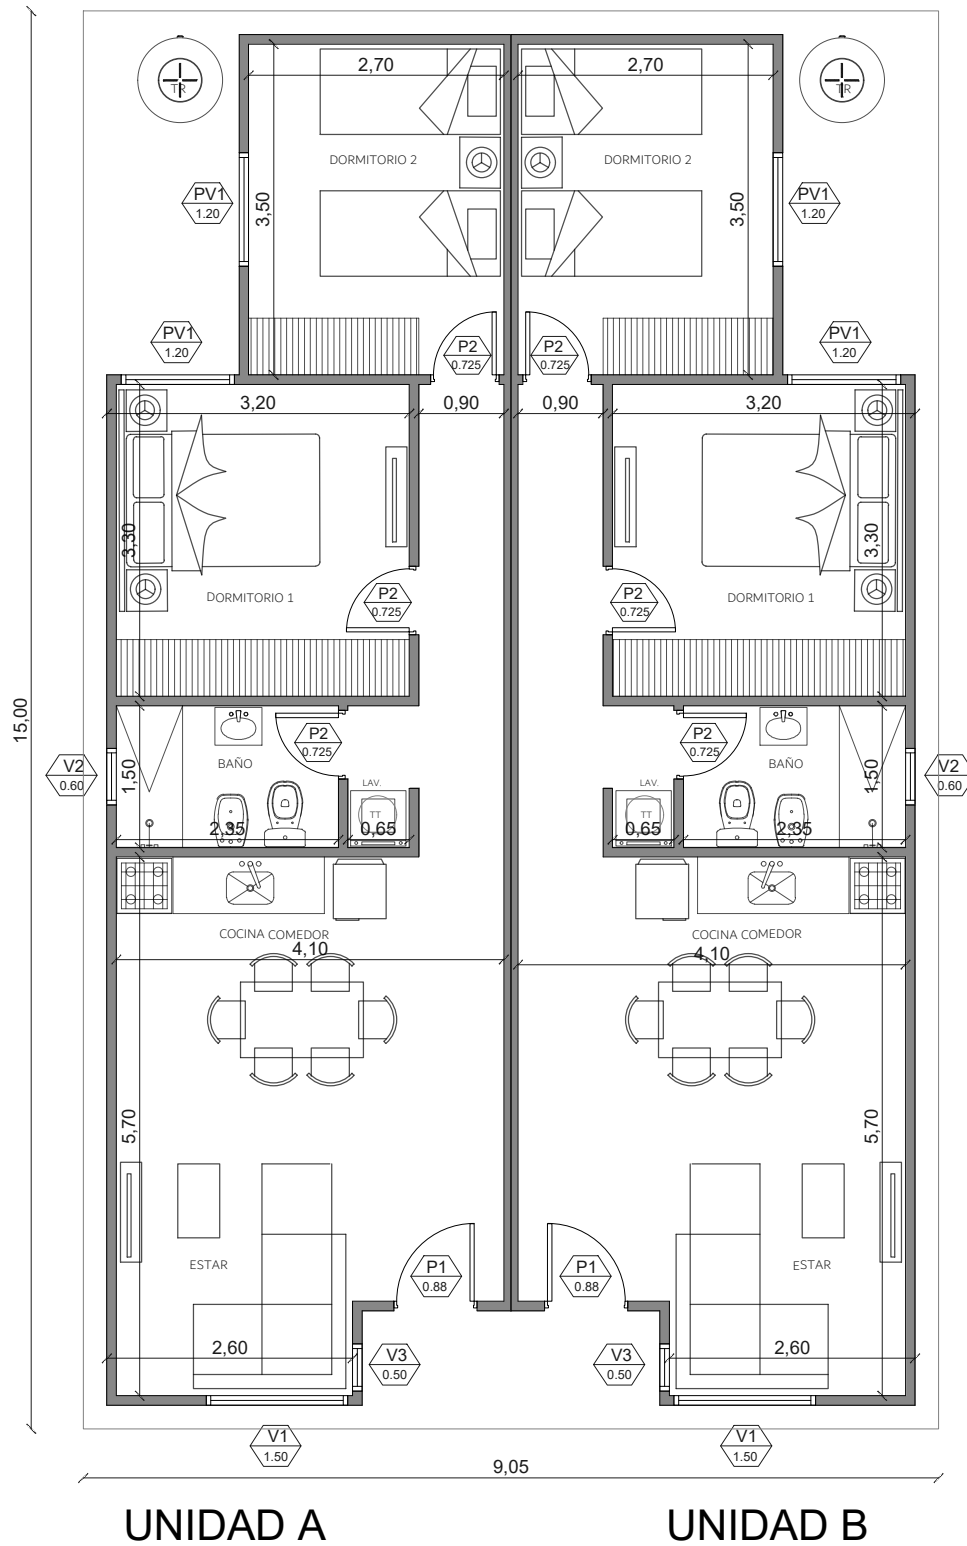 TR
TR
2,70
2,70
DORMITORIO 2
DORMITORIO 2
PV1
1.20
3,50
3,50
PV1
1.20
PV1
1.20
P2
0.725
P2
0.725
PV1
1.20
3,20
0,90
0,90
3,20
3,30
3,30
DORMITORIO 1
P2
0.725
P2
0.725
DORMITORIO 1
15,00
V2
0.60
1,50
BAÑO
P2
0.725
LAV.
TT
LAV.
TT
P2
0.725
BAÑO
1,50
V2
0.60
2,35
0,65
0,65
2,35
COCINA COMEDOR
COCINA COMEDOR
4,10
4,10
5,70
5,70
ESTAR
P1
0.88
P1
0.88
ESTAR
2,60
V3
0.50
V3
0.50
2,60
V1
1.50
V1
1.50
9,05
UNIDAD A
UNIDAD B